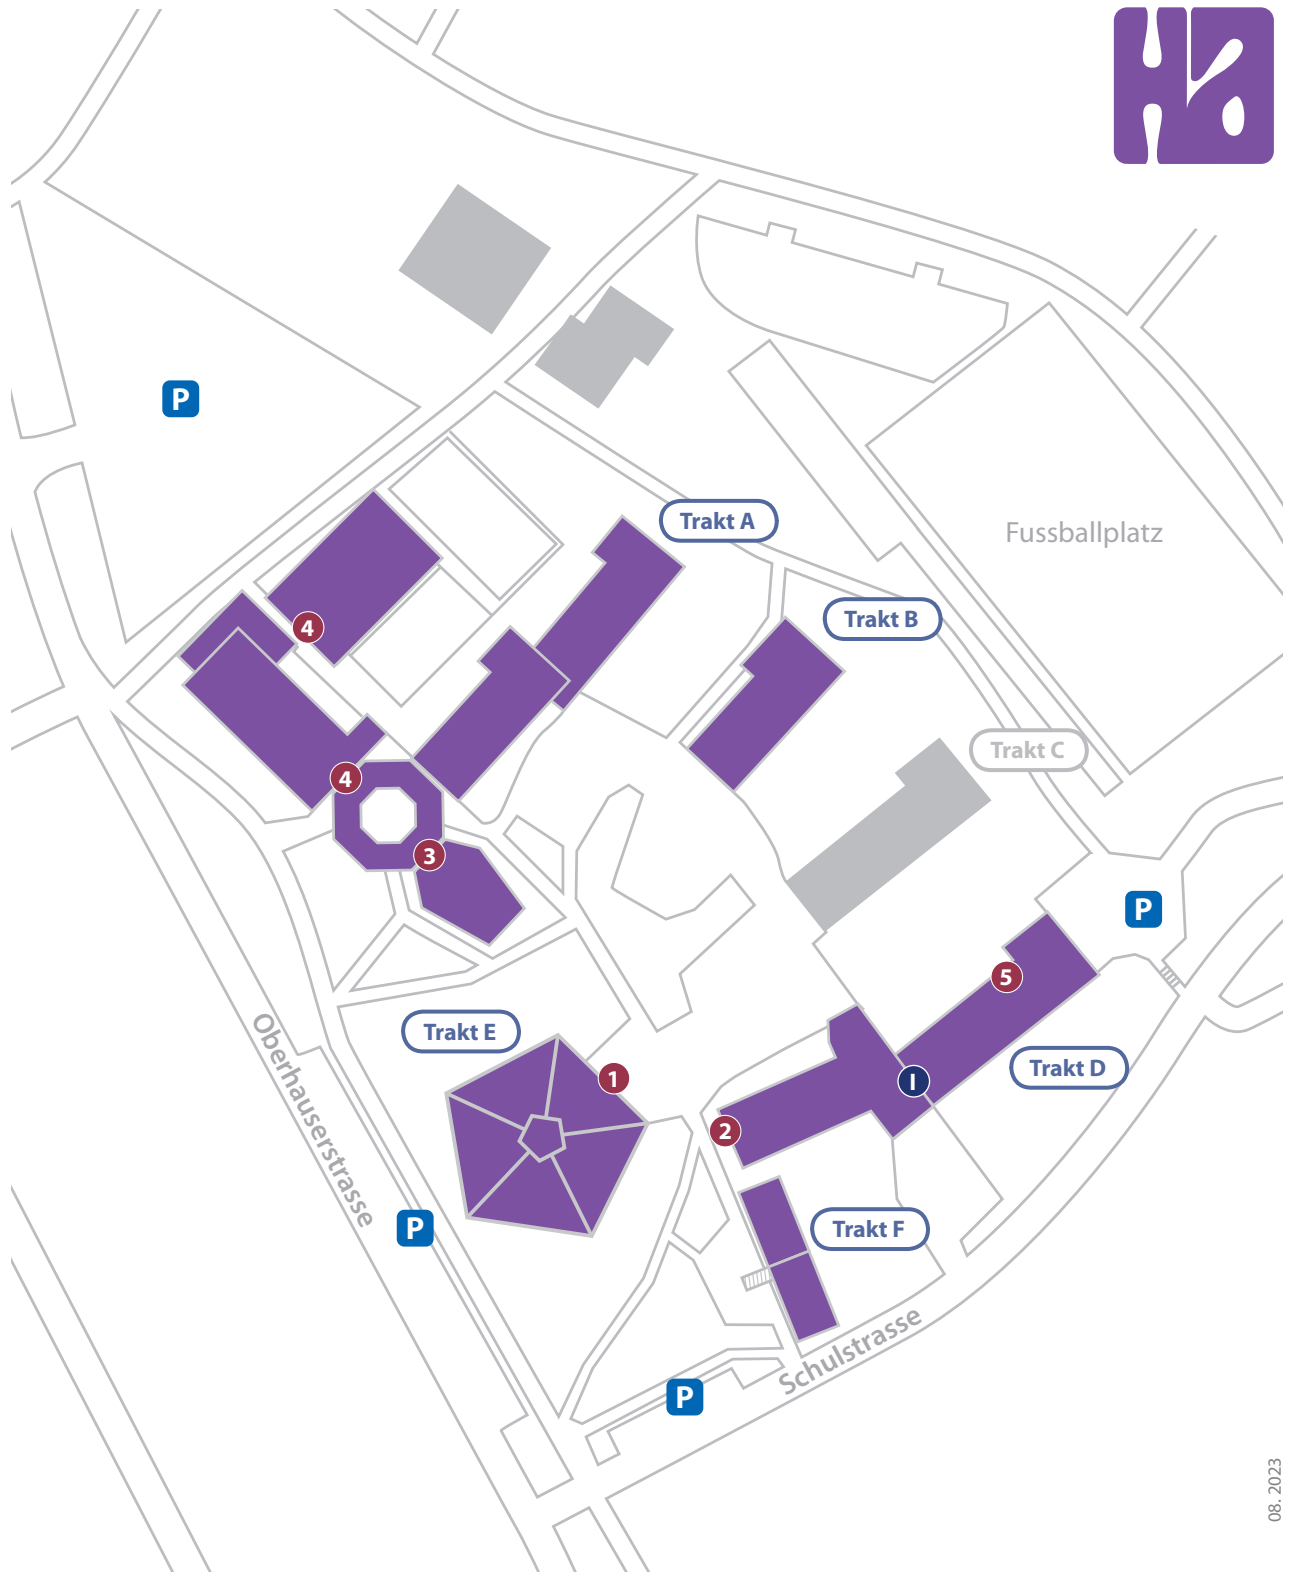 P
Trakt A
Fussballplatz
Trakt B
4
Trakt C
4
3
P
5
Trakt E
Trakt D
1
I
2
Oberhauserstrasse
P
Trakt F
Schulstrasse
P
08. 2023